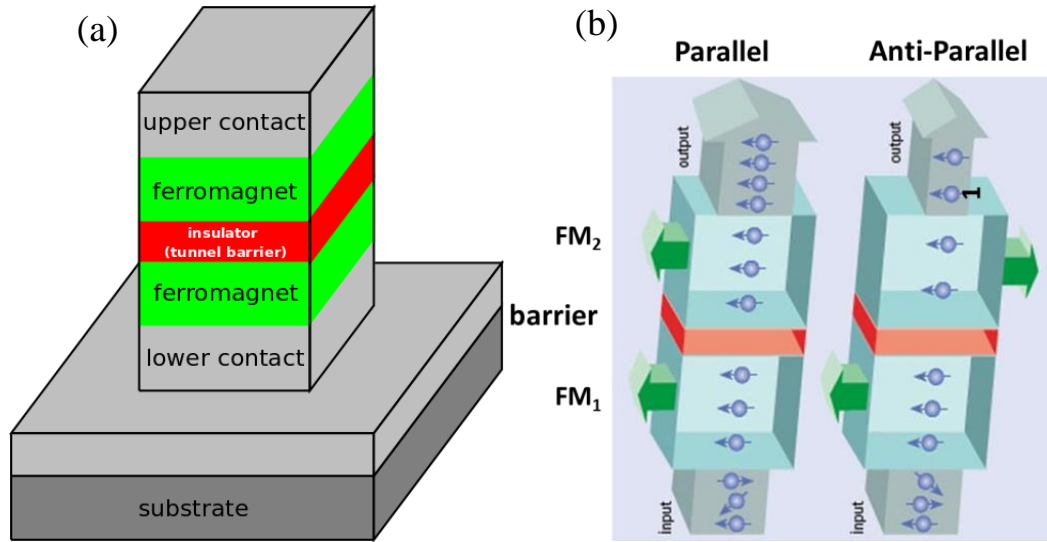 (a)
upper contact
ferromagnet
insulator
(tunnel barrier)
ferromagnet
lower contact
substrate
(b)
Parallel
Anti-Parallel
output
output
1
FM2
barrier
FM1
input
input